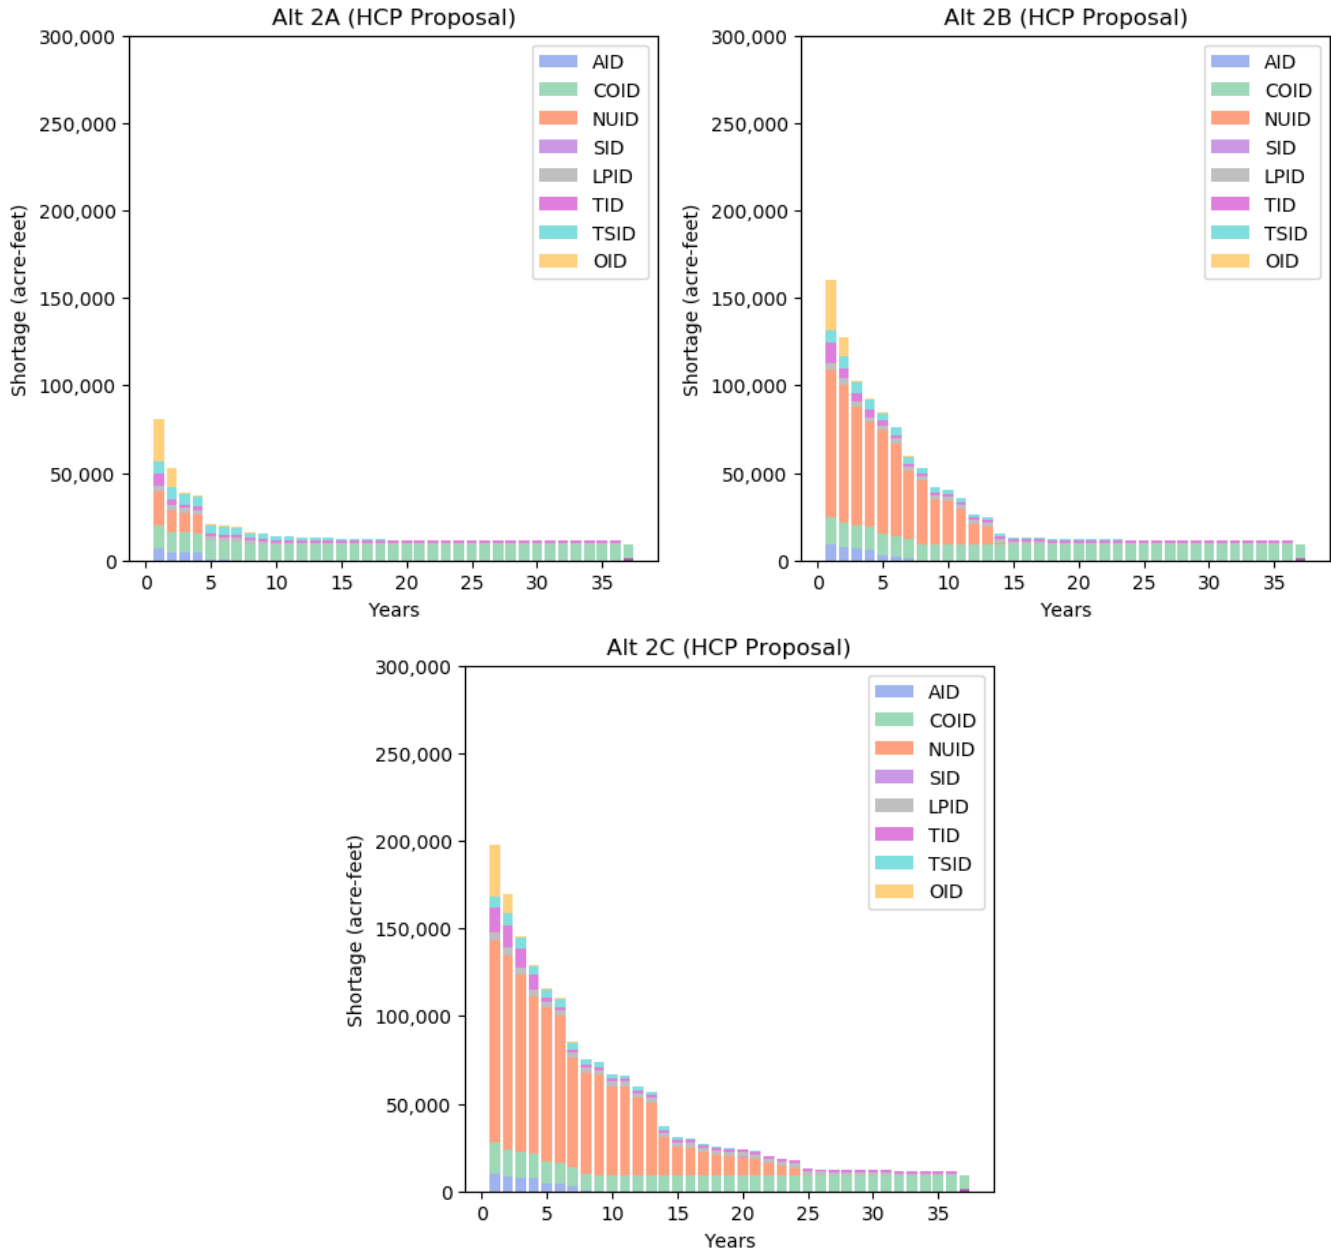 Alt 2A (HCP Proposal)
300,000
250,000
200,000
150,000
100,000
50,000
0
Shortage (acre-feet)
AID
COID
NUID
SID
LPID
TID
TSID
OID
0 5 10 15 20 25 30 35
Years
Alt 2B (HCP Proposal)
300,000
250,000
200,000
150,000
100,000
50,000
0
Shortage (acre-feet)
AID
COID
NUID
SID
LPID
TID
TSID
OID
0 5 10 15 20 25 30 35
Years
Alt 2C (HCP Proposal)
300,000
250,000
200,000
150,000
100,000
50,000
0
Shortage (acre-feet)
AID
COID
NUID
SID
LPID
TID
TSID
OID
0 5 10 15 20 25 30 35
Years